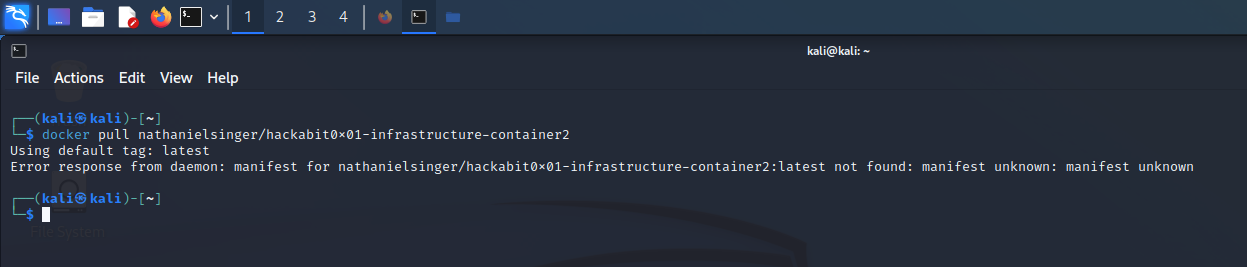 1 2 3 4
kali@kali: ~
File Actions Edit View Help
┌──(kali㉿kali)-[~]
└─$ docker pull nathanielsinger/hackabit0×01-infrastructure-container2
Using default tag: latest
Error response from daemon: manifest for nathanielsinger/hackabit0×01-infrastructure-container2:latest not found: manifest unknown: manifest unknown
┌──(kali㉿kali)-[~]
└─$
File System